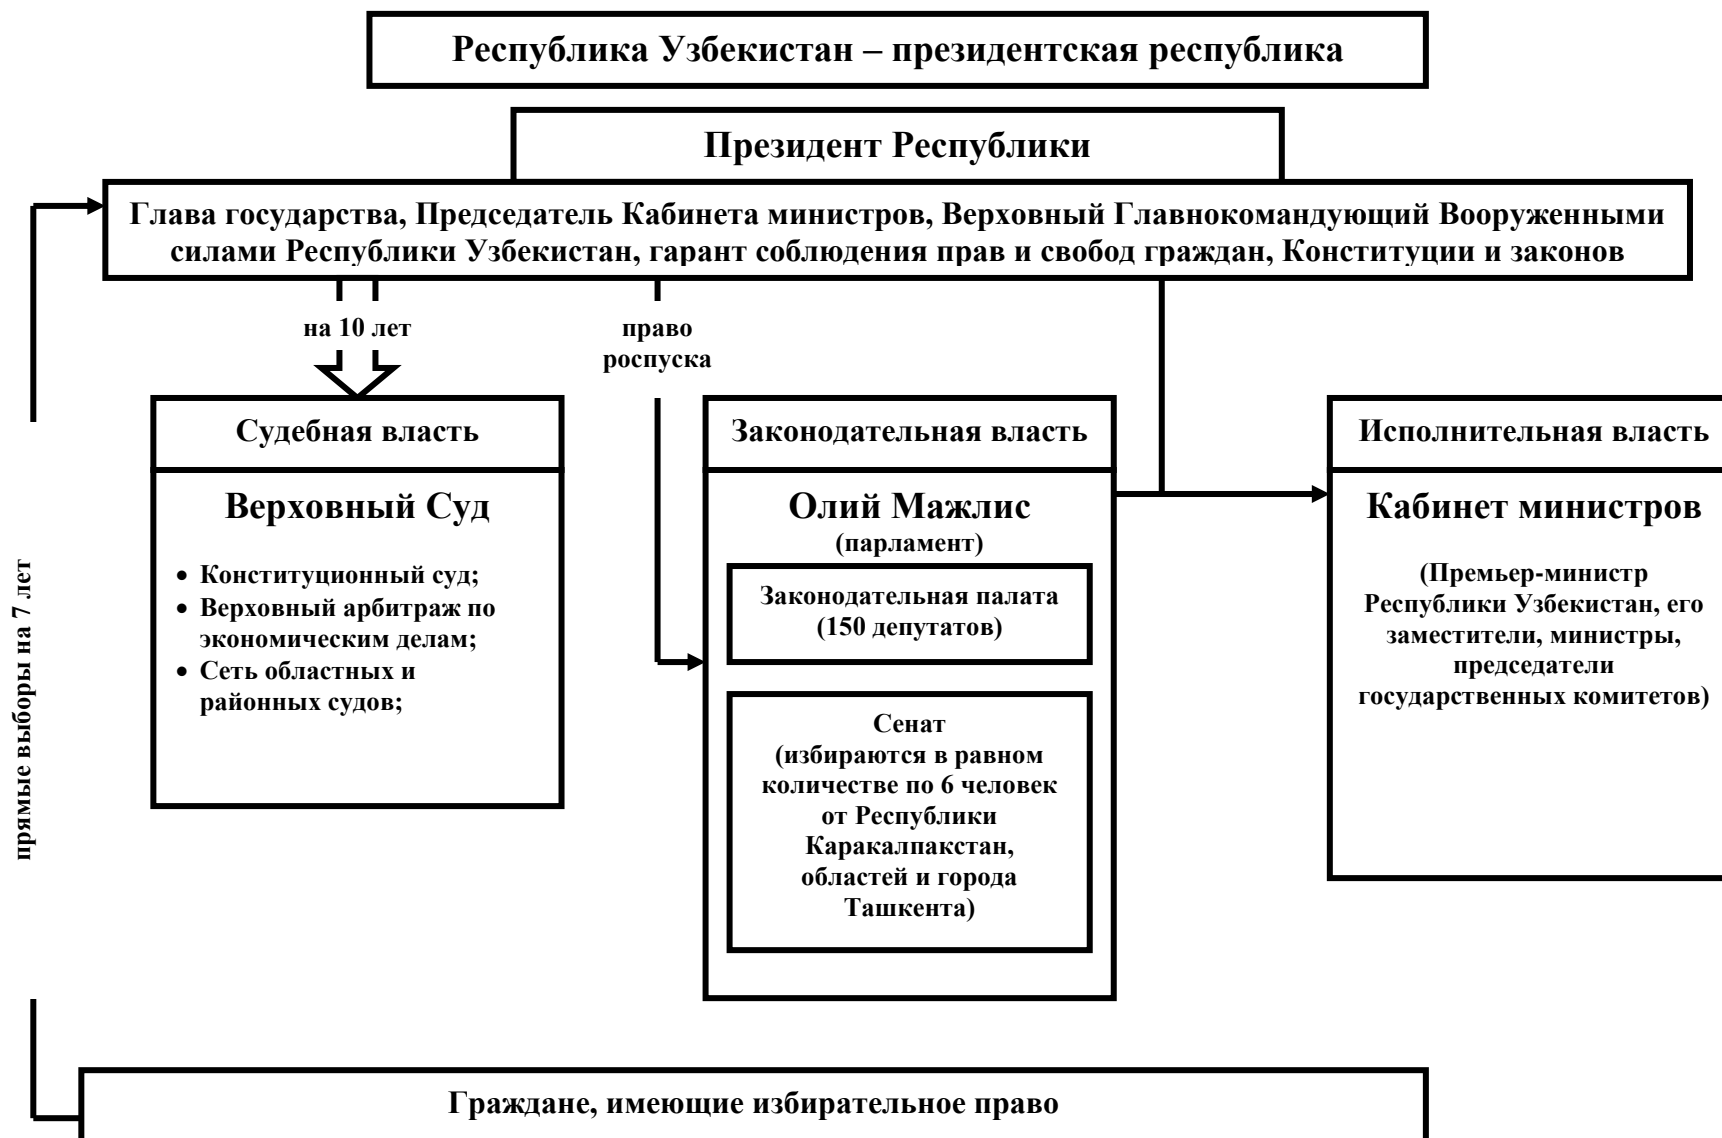 Республика Узбекистан – президентская республика
Президент Республики
Глава государства, Председатель Кабинета министров, Верховный Главнокомандующий Вооруженными
силами Республики Узбекистан, гарант соблюдения прав и свобод граждан, Конституции и законов
на 10 лет
право
роспуска
прямые выборы на 7 лет
Судебная власть
Верховный Суд
• Конституционный суд;
• Верховный арбитраж по
экономическим делам;
• Сеть областных и
районных судов;
Законодательная власть
Олий Мажлис
(парламент)
Законодательная палата
(150 депутатов)
Сенат
(избираются в равном
количестве по 6 человек
от Республики
Каракалпакстан,
областей и города
Ташкента)
Исполнительная власть
Кабинет министров
(Премьер-министр
Республики Узбекистан, его
заместители, министры,
председатели
государственных комитетов)
Граждане, имеющие избирательное право